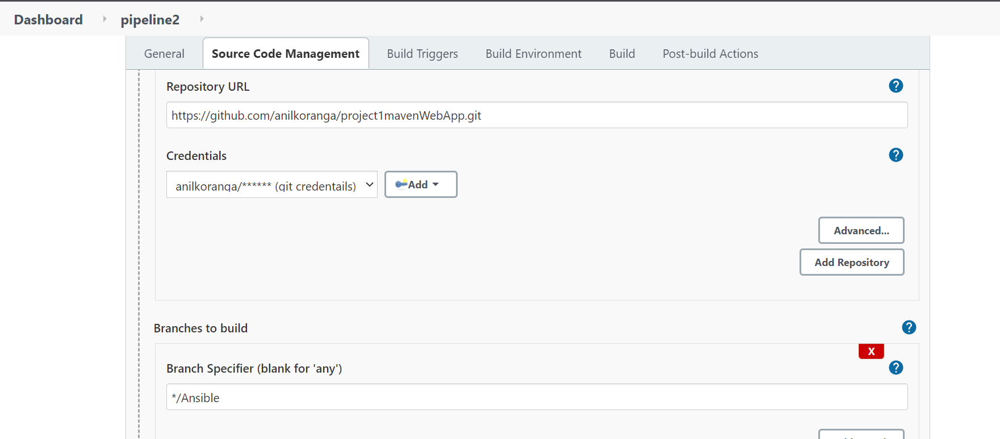 Dashboard pipeline2
General Source Code Management Build Triggers Build Environment Build Post-build Actions
Repository URL ?
https://github.com/anilkoranga/project1mavenWebApp.git
Credentials ?
anilkoranga/****** (git credentails) Add
Advanced...
Add Repository
Branches to build ?
X
Branch Specifier (blank for 'any') ?
*/Ansible